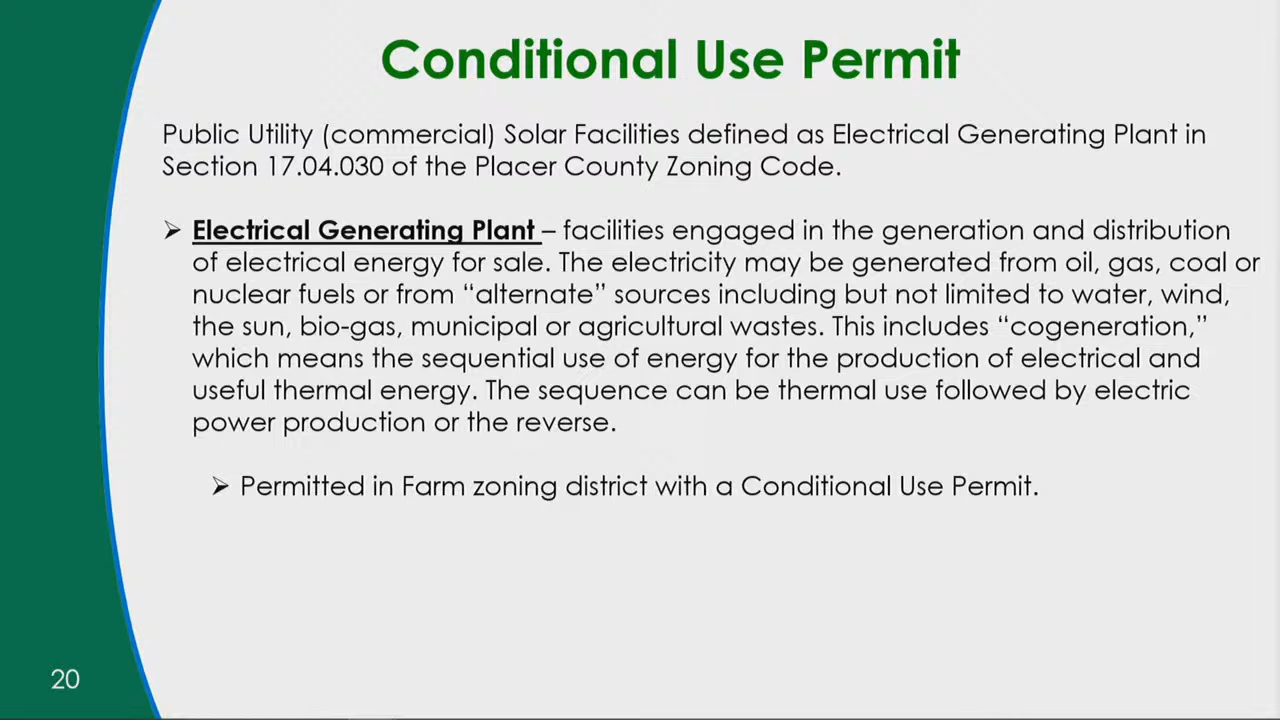 Conditional Use Permit
Public Utility (commercial) Solar Facilities defined as Electrical Generating Plant in
Section 17.04.030 of the Placer County Zoning Code.
➢ Electrical Generating Plant – facilities engaged in the generation and distribution
of electrical energy for sale. The electricity may be generated from oil, gas, coal or
nuclear fuels or from “alternate” sources including but not limited to water, wind,
the sun, bio-gas, municipal or agricultural wastes. This includes “cogeneration,”
which means the sequential use of energy for the production of electrical and
useful thermal energy. The sequence can be thermal use followed by electric
power production or the reverse.
➢ Permitted in Farm zoning district with a Conditional Use Permit.
20